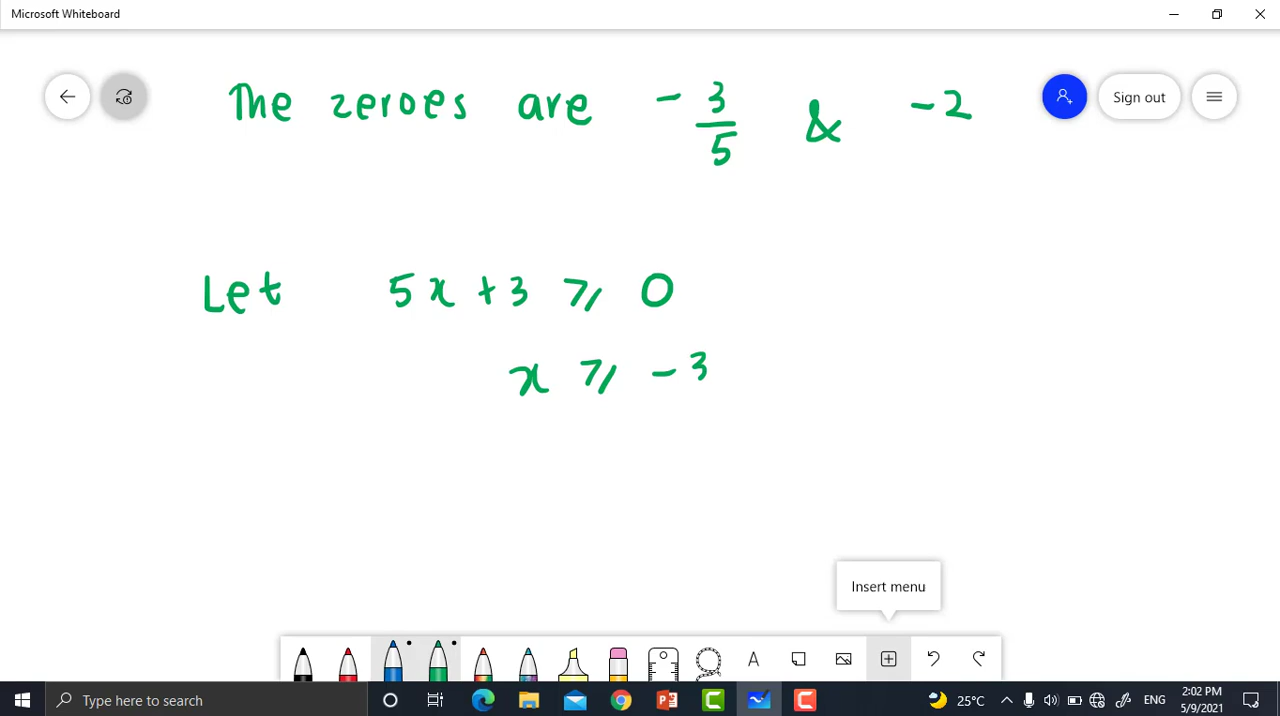 Microsoft Whiteboard
The zeroes are - 3/5 & -2
Sign out
Let 5x + 3 ⩾ 0
x ⩾ - 3
Insert menu
A
Type here to search
25°C
ENG
2:02 PM
5/9/2021